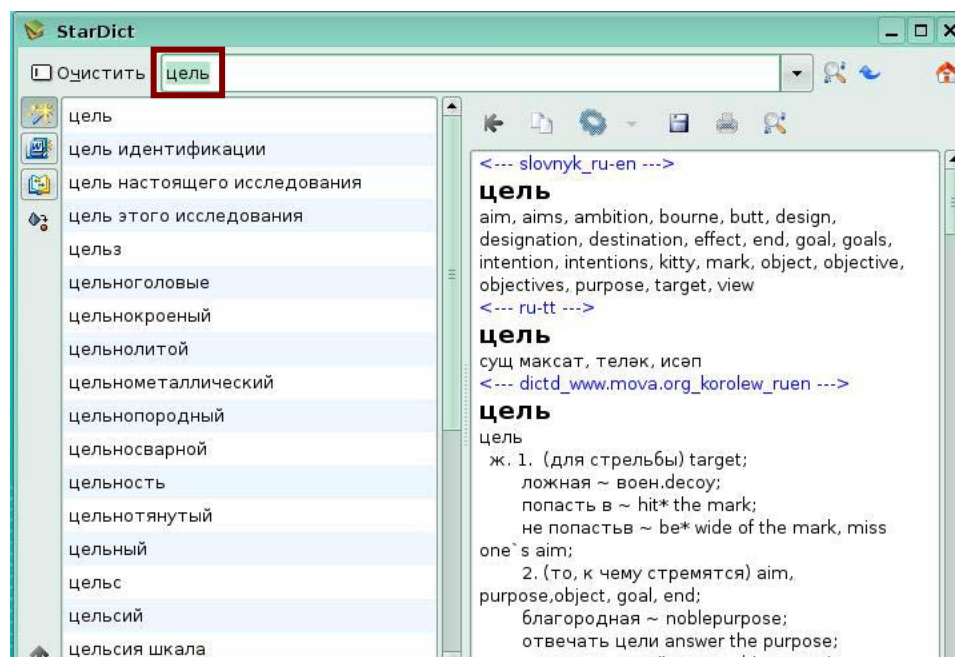 StarDict
Очистить
цель
цель
цель идентификации
цель настоящего исследования
цель этого исследования
цельз
цельноголовые
цельнокроеный
цельнолитой
цельнометаллический
цельнопородный
цельносварной
цельность
цельнотянутый
цельный
цельс
цельсий
цельсия шкала
<--- slovnyk_ru-en --->
цель
aim, aims, ambition, bourne, butt, design,
designation, destination, effect, end, goal, goals,
intention, intentions, kitty, mark, object, objective,
objectives, purpose, target, view
<--- ru-tt --->
цель
сущ максат, теләк, исәп
<--- dictd_www.mova.org_korolew_ruen --->
цель
цель
ж. 1. (для стрельбы) target;
ложная ~ воен.decoy;
попасть в ~ hit* the mark;
не попастьв ~ be* wide of the mark, miss
one`s aim;
2. (то, к чему стремятся) aim,
purpose,object, goal, end;
благородная ~ noblepurpose;
отвечать цели answer the purpose;